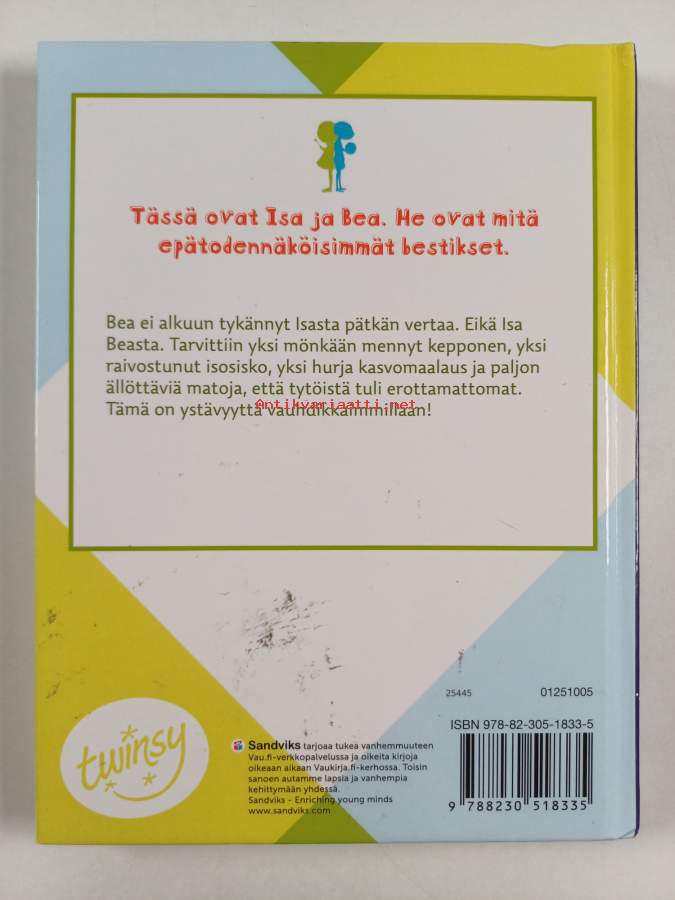 Tässä ovat Isa ja Bea. He ovat mitä
epätodennäköisimmät bestikset.
Bea ei alkuun tykännyt Isasta pätkän vertaa. Eikä Isa
Beasta. Tarvittiin yksi mönkään mennyt kepponen, yksi
raivostunut isosisko, yksi hurja kasvomaalaus ja paljon
ällöttäviä matoja, että tytöistä tuli erottamattomat.
Antikvariaatti.net
Tämä on ystävyyttä vauhdikkaimmillaan!
25445 01251005
ISBN 978-82-305-1833-5
twinsy
Sandviks tarjoaa tukea vanhemmuuteen
Vau.fi-verkkopalvelussa ja oikeita kirjoja
oikeaan aikaan Vaukirja.fi-kerhossa. Toisin
sanoen autamme lapsia ja vanhempia
kehittymään yhdessä.
Sandviks - Enriching young minds
www.sandviks.com
9 788230 518335